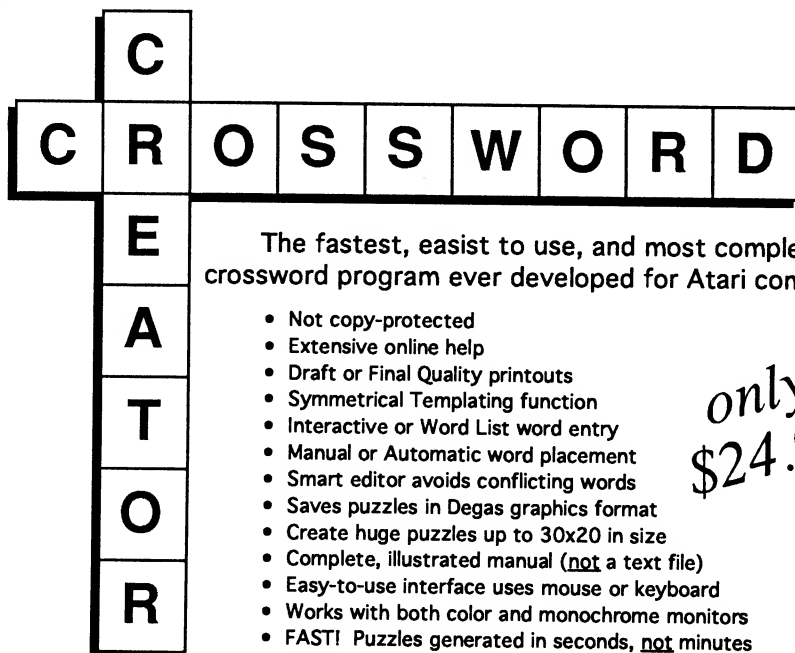 C
CROSSWORD
E
A
T
O
R
The fastest, easist to use, and most
crossword program ever developed for Atari
• Not copy-protected
• Extensive online help
• Draft or Final Quality printouts
• Symmetrical Templating function
• Interactive or Word List word entry
• Manual or Automatic word placement
• Smart editor avoids conflicting words
• Saves puzzles in Degas graphics format
• Create huge puzzles up to 30x20 in size
• Complete, illustrated manual (not a text file)
• Easy-to-use interface uses mouse or keyboard
• Works with both color and monochrome monitors
• FAST! Puzzles generated in seconds, not minutes
only
$24.